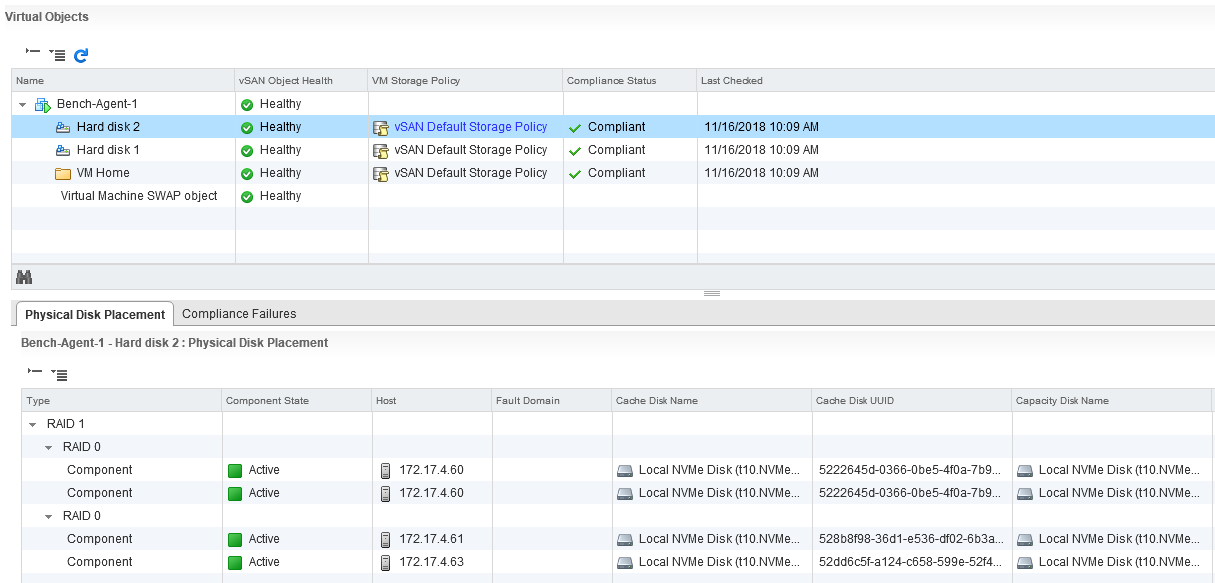 Virtual Objects
Name vSAN Object Health VM Storage Policy Compliance Status Last Checked
Bench-Agent-1 Healthy
Hard disk 2 Healthy vSAN Default Storage Policy Compliant 11/16/2018 10:09 AM
Hard disk 1 Healthy vSAN Default Storage Policy Compliant 11/16/2018 10:09 AM
VM Home Healthy vSAN Default Storage Policy Compliant 11/16/2018 10:09 AM
Virtual Machine SWAP object Healthy
Physical Disk Placement Compliance Failures
Bench-Agent-1 - Hard disk 2 : Physical Disk Placement
Type Component State Host Fault Domain Cache Disk Name Cache Disk UUID Capacity Disk Name
RAID 1
RAID 0
Component Active 172.17.4.60 Local NVMe Disk (t10.NVMe... 5222645d-0366-0be5-4f0a-7b9... Local NVMe Disk (t10.NVMe...
Component Active 172.17.4.60 Local NVMe Disk (t10.NVMe... 5222645d-0366-0be5-4f0a-7b9... Local NVMe Disk (t10.NVMe...
RAID 0
Component Active 172.17.4.61 Local NVMe Disk (t10.NVMe... 528b8f98-36d1-e536-df02-6b3a... Local NVMe Disk (t10.NVMe...
Component Active 172.17.4.63 Local NVMe Disk (t10.NVMe... 52dd6c5f-a124-c658-599e-52f4... Local NVMe Disk (t10.NVMe...